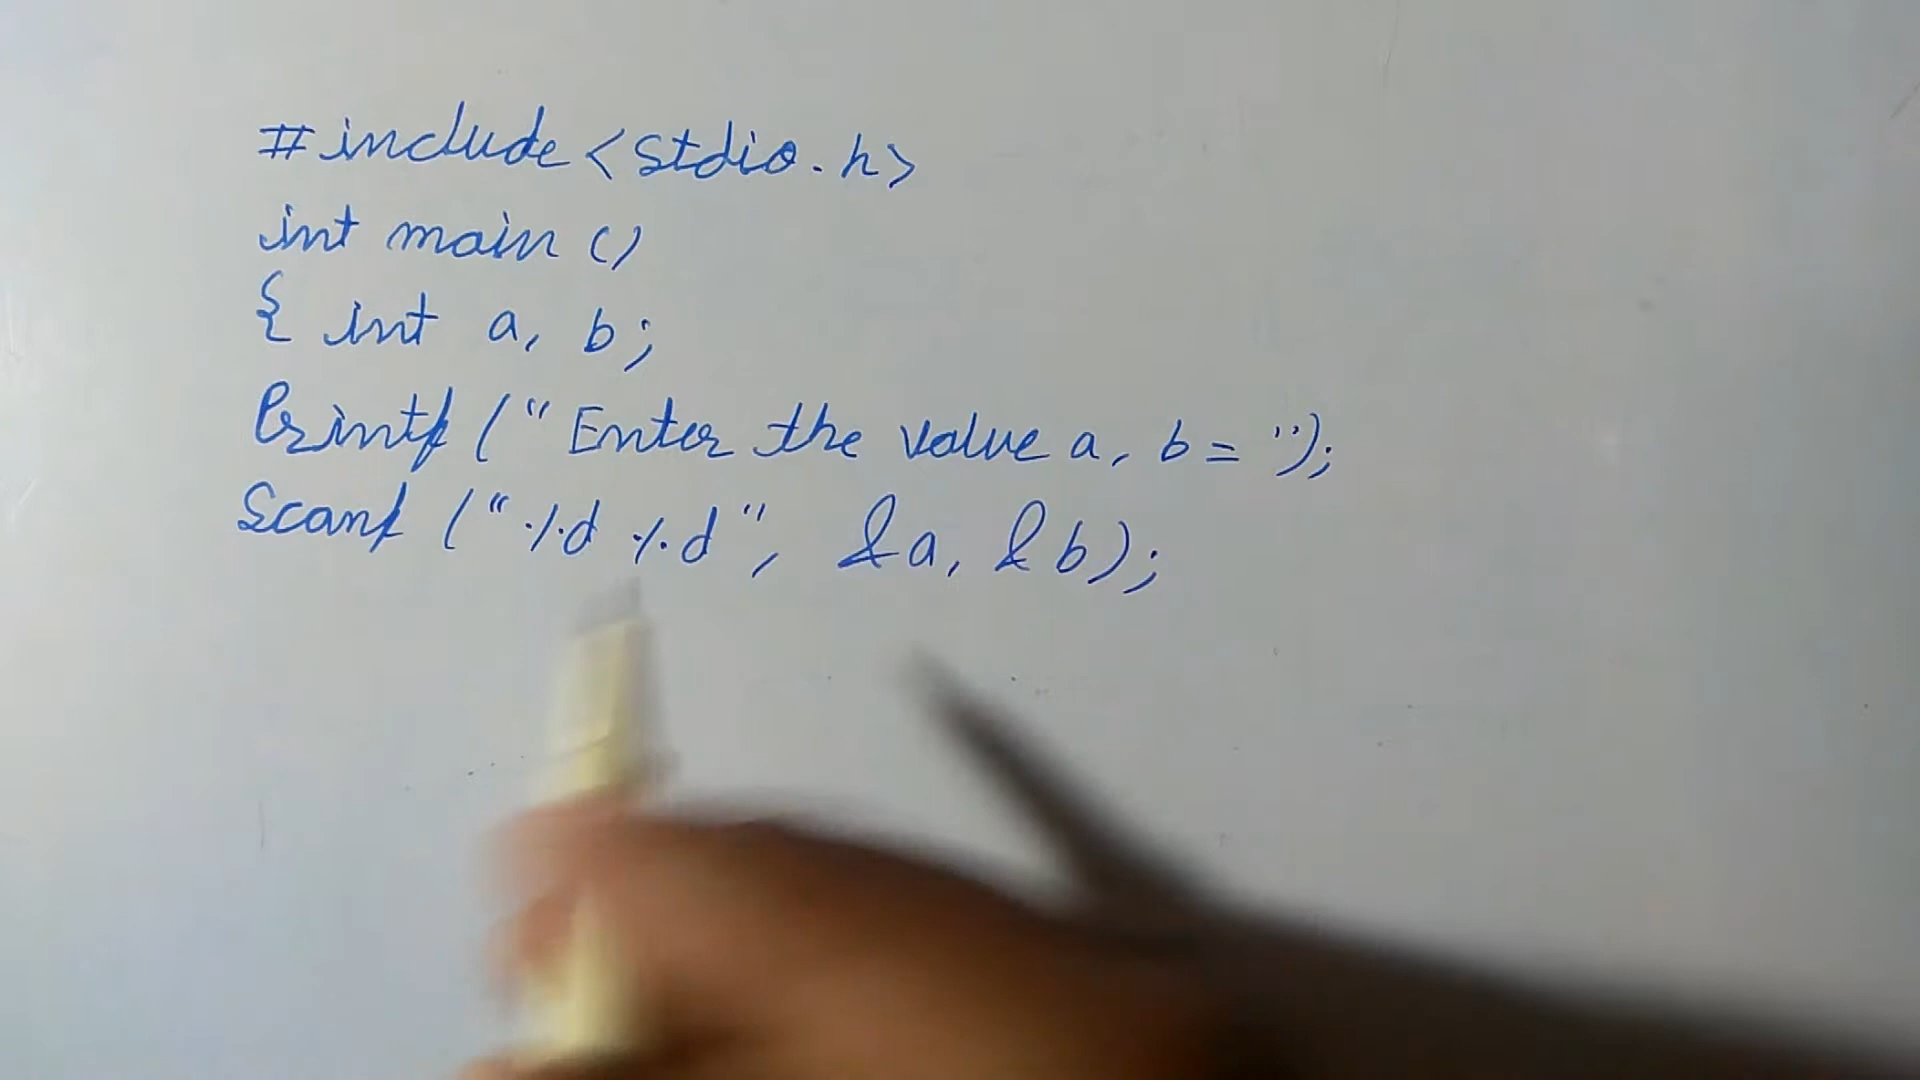 #include<stdio.h>
int main ()
{ int a, b;
Printf ("Enter the value a, b = ");
Scanf ("%d %d", &a, &b);